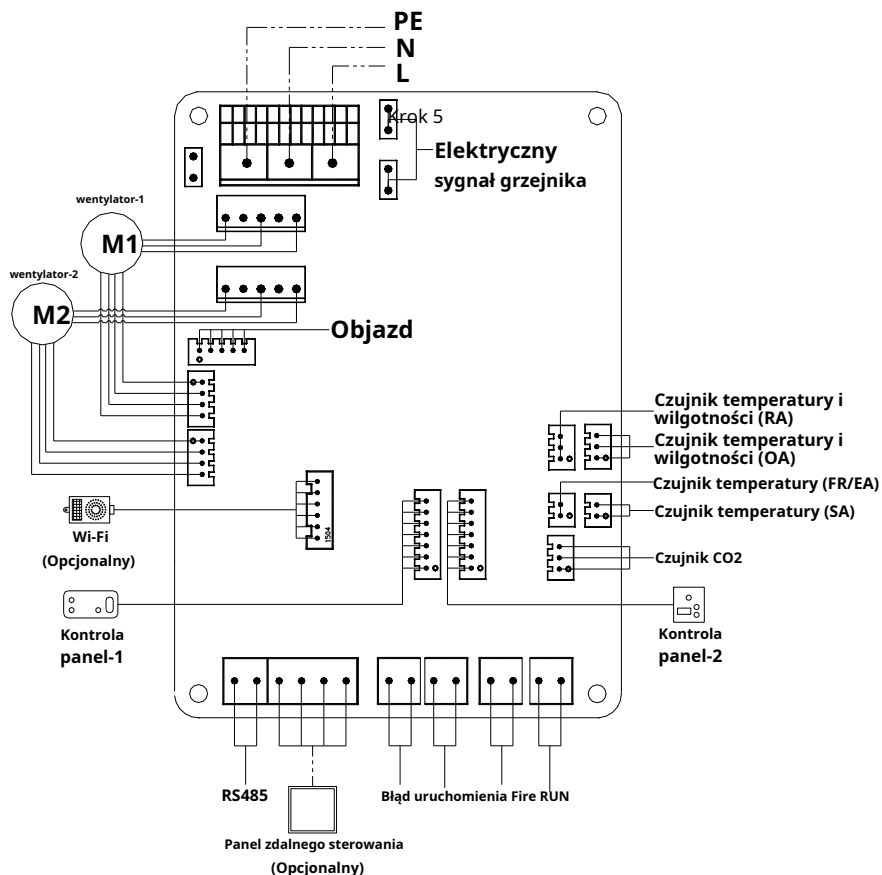 PE
N
L
Krok 5
Elektryczny
sygnał grzejnika
wentylator-1
M1
wentylator-2
M2
Objazd
Czujnik temperatury i
wilgotności (RA)
Czujnik temperatury i
wilgotności (OA)
Czujnik temperatury (FR/EA)
Czujnik temperatury (SA)
Czujnik CO2
1504
Wi-Fi
(Opcjonalny)
Kontrola
panel-1
Kontrola
panel-2
RS485
Błąd uruchomienia Fire RUN
Panel zdalnego sterowania
(Opcjonalny)